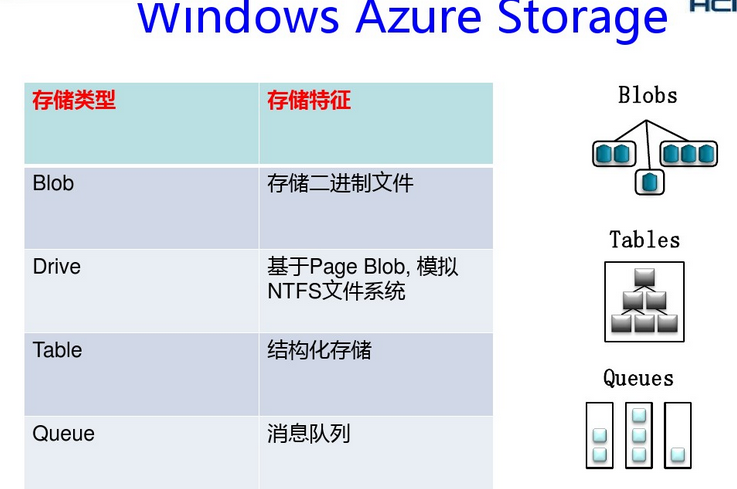 Windows Azure Storage
存储类型
存储特征
Blob
存储二进制文件
Drive
基于Page Blob, 模拟
NTFS文件系统
Table
结构化存储
Queue
消息队列
Blobs
Tables
Queues